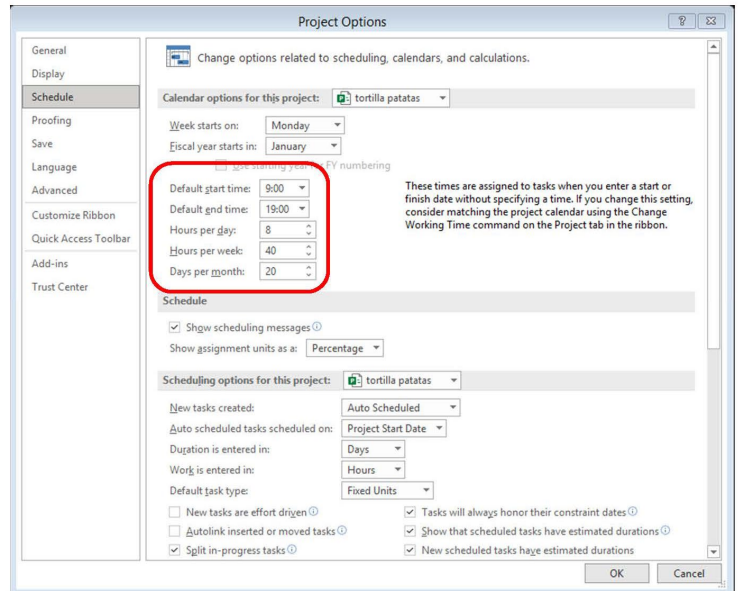 Project Options
General
Display
Schedule
Proofing
Save
Language
Advanced
Customize Ribbon
Quick Access Toolbar
Add-ins
Trust Center
Change options related to scheduling, calendars, and calculations.
Calendar options for this project: tortilla patatas
Week starts on: Monday
Fiscal year starts in: January
Use starting year for FY numbering
Default start time: 9:00
Default end time: 19:00
Hours per day: 8
Hours per week: 40
Days per month: 20
These times are assigned to tasks when you enter a start or
finish date without specifying a time. If you change this setting,
consider matching the project calendar using the Change
Working Time command on the Project tab in the ribbon.
Schedule
Show scheduling messages
Show assignment units as a: Percentage
Scheduling options for this project: tortilla patatas
New tasks created: Auto Scheduled
Auto scheduled tasks scheduled on: Project Start Date
Duration is entered in: Days
Work is entered in: Hours
Default task type: Fixed Units
New tasks are effort driven
Autolink inserted or moved tasks
Split in-progress tasks
Tasks will always honor their constraint dates
Show that scheduled tasks have estimated durations
New scheduled tasks have estimated durations
OK Cancel